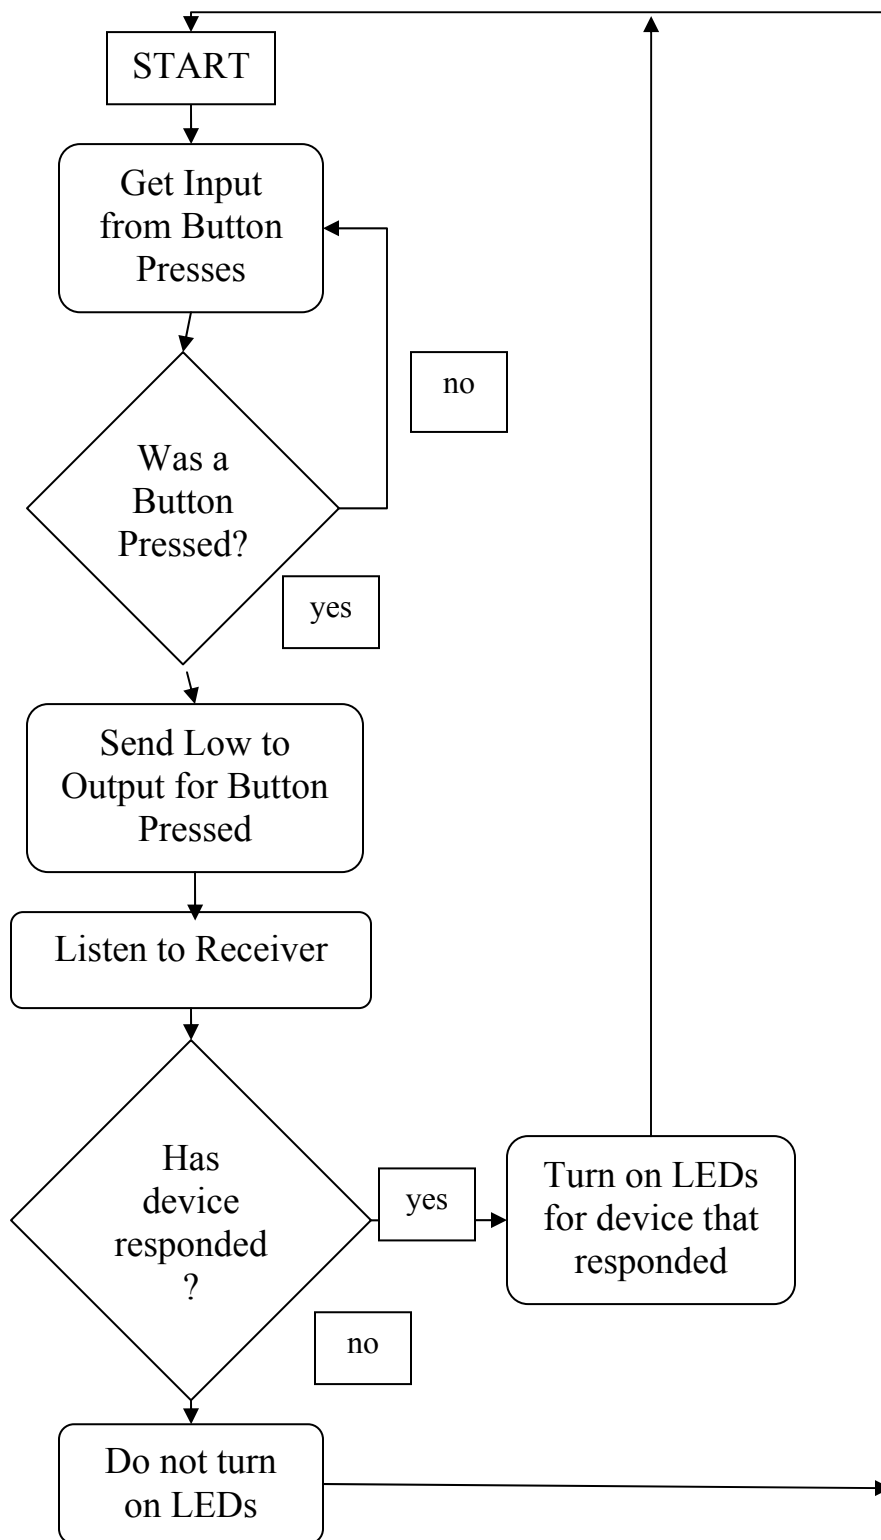 START
Get Input
from Button
Presses
no
Was a
Button
Pressed?
yes
Send Low to
Output for Button
Pressed
Listen to Receiver
Has
device
responded
?
yes
Turn on LEDs
for device that
responded
no
Do not turn
on LEDs